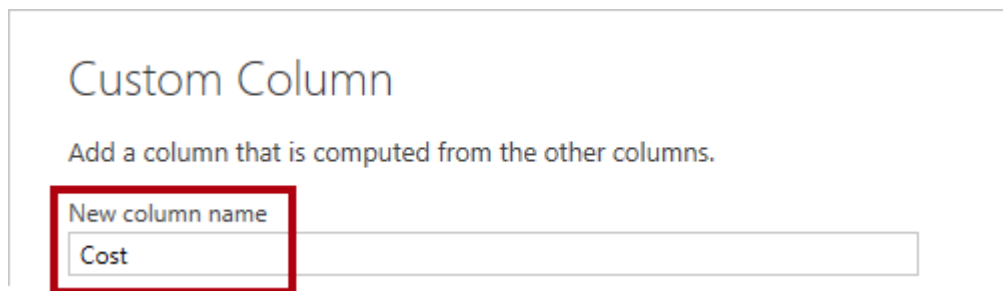 Custom Column
Add a column that is computed from the other columns.
New column name
Cost